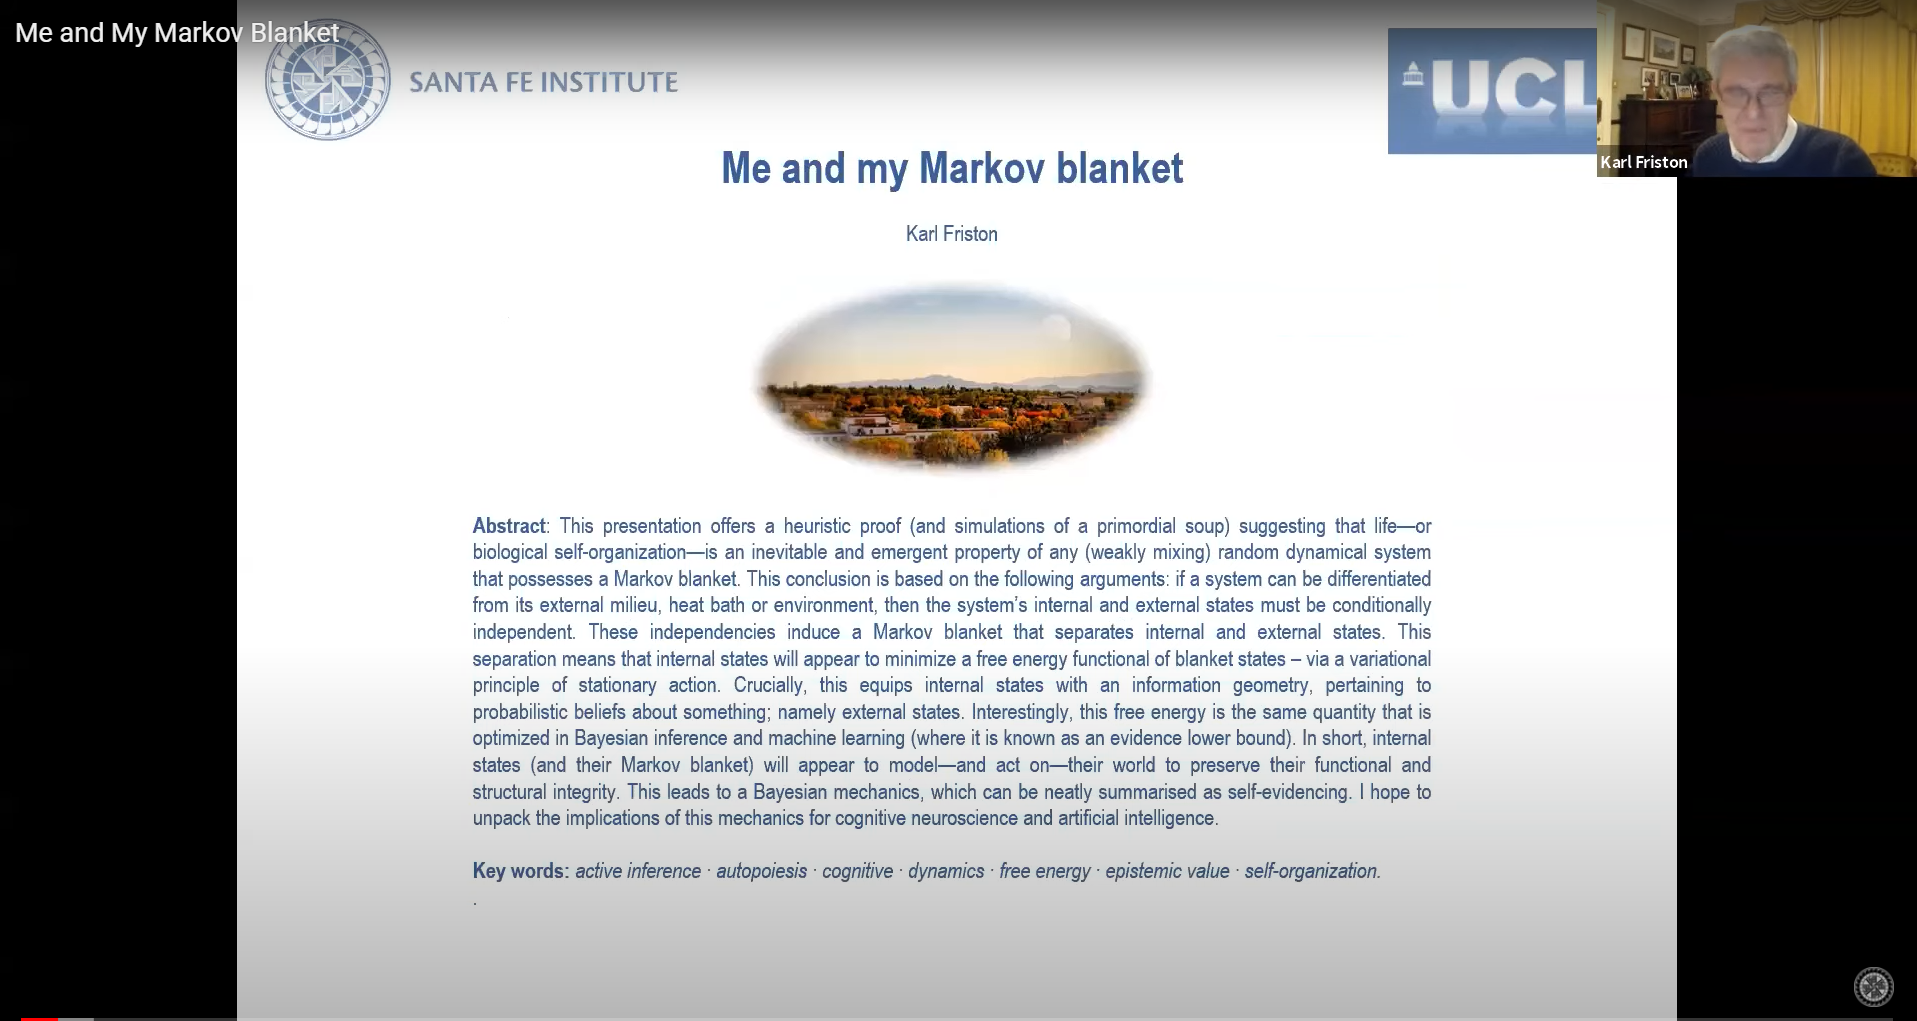 Me and My Markov Blanket
SANTA FE INSTITUTE
UCL
Karl Friston
Me and my Markov blanket
Karl Friston
Abstract: This presentation offers a heuristic proof (and simulations of a primordial soup) suggesting that life—or
biological self-organization—is an inevitable and emergent property of any (weakly mixing) random dynamical system
that possesses a Markov blanket. This conclusion is based on the following arguments: if a system can be differentiated
from its external milieu, heat bath or environment, then the system’s internal and external states must be conditionally
independent. These independencies induce a Markov blanket that separates internal and external states. This
separation means that internal states will appear to minimize a free energy functional of blanket states – via a variational
principle of stationary action. Crucially, this equips internal states with an information geometry, pertaining to
probabilistic beliefs about something; namely external states. Interestingly, this free energy is the same quantity that is
optimized in Bayesian inference and machine learning (where it is known as an evidence lower bound). In short, internal
states (and their Markov blanket) will appear to model—and act on—their world to preserve their functional and
structural integrity. This leads to a Bayesian mechanics, which can be neatly summarised as self-evidencing. I hope to
unpack the implications of this mechanics for cognitive neuroscience and artificial intelligence.
Key words: active inference · autopoiesis · cognitive · dynamics · free energy · epistemic value · self-organization.
.